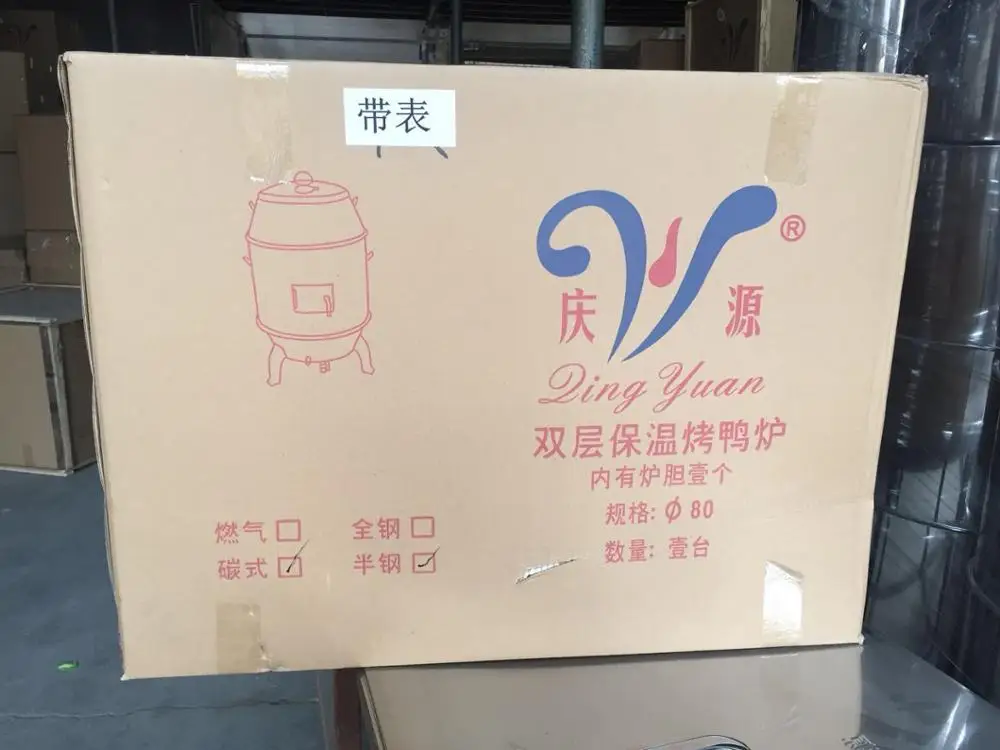 带表
®
庆 源
Qing Yuan
双层保温烤鸭炉
内有炉胆壹个
规格: Φ 80
数量: 壹台
燃气☐ 全钢☐
碳式☑ 半钢☑